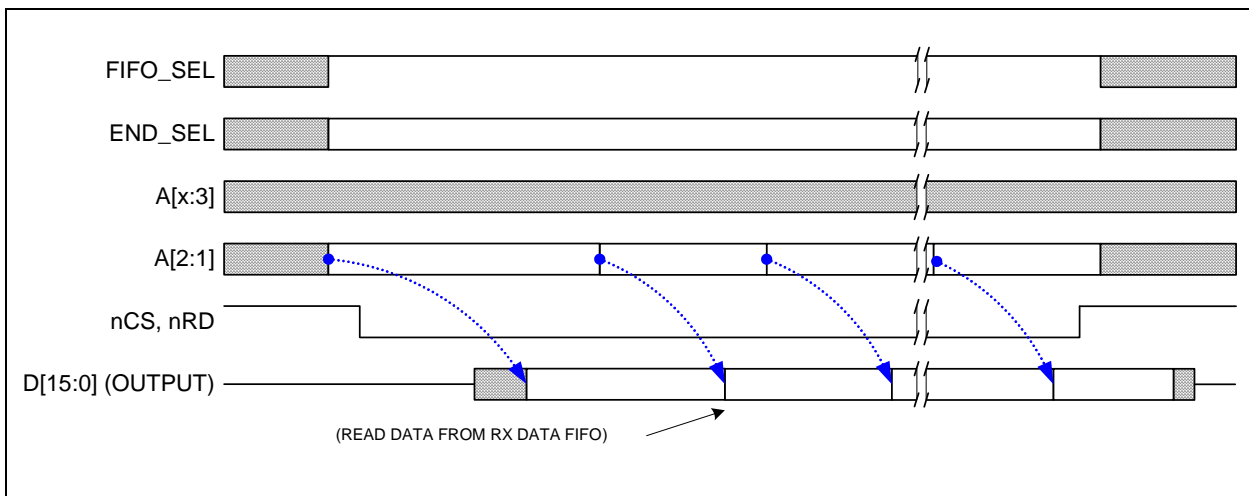 FIFO_SEL
END_SEL
A[x:3]
A[2:1]
nCS, nRD
D[15:0] (OUTPUT)
(READ DATA FROM RX DATA FIFO)